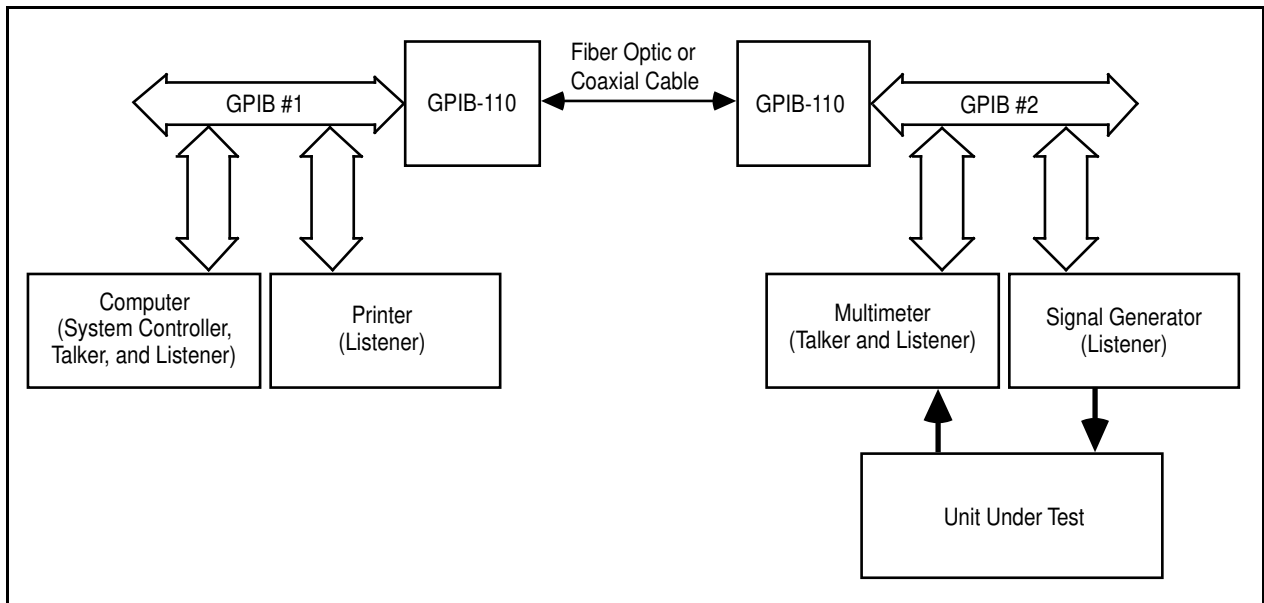 Fiber Optic or
Coaxial Cable
GPIB #1
GPIB-110
GPIB-110
GPIB #2
Computer
(System Controller,
Talker, and Listener)
Printer
(Listener)
Multimeter
(Talker and Listener)
Signal Generator
(Listener)
Unit Under Test